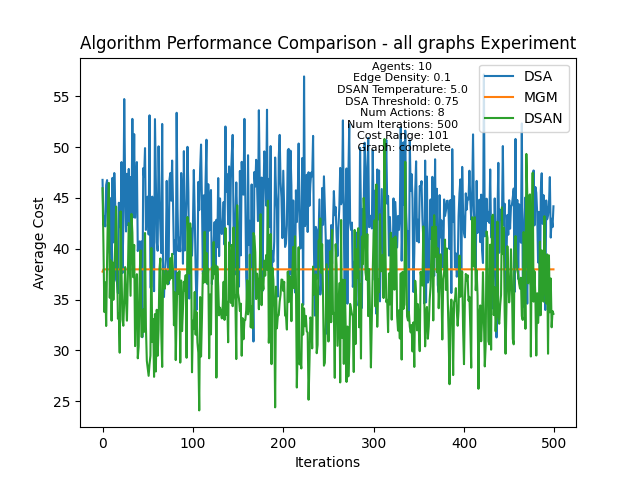 Algorithm Performance Comparison - all graphs Experiment
Agents: 10
Edge Density: 0.1
DSAN Temperature: 5.0
DSA Threshold: 0.75
Num Actions: 8
Num Iterations: 500
Cost Range: 101
Graph: complete
DSA
MGM
DSAN
Average Cost
55
50
45
40
35
30
25
0
100
200
300
400
500
Iterations